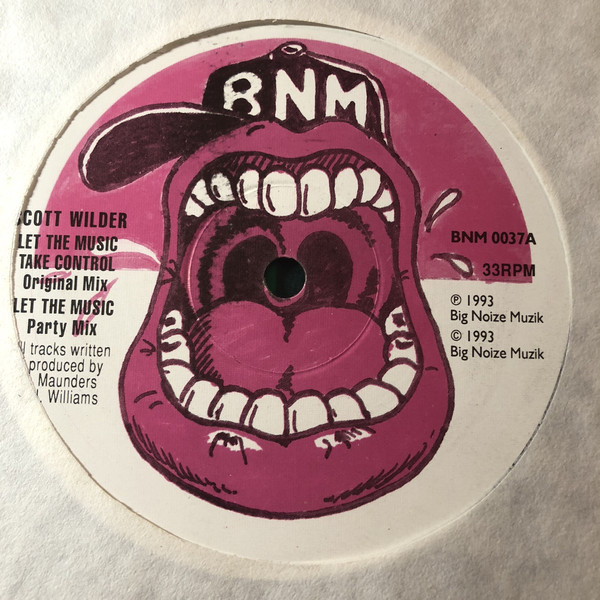 BNM
COTT WILDER
LET THE MUSIC
TAKE CONTROL
Original Mix
LET THE MUSIC
Party Mix
ll tracks written
produced by
Maunders
. Williams
BNM 0037A
33RPM
℗ 1993
Big Noize Muzik
© 1993
Big Noize Muzik